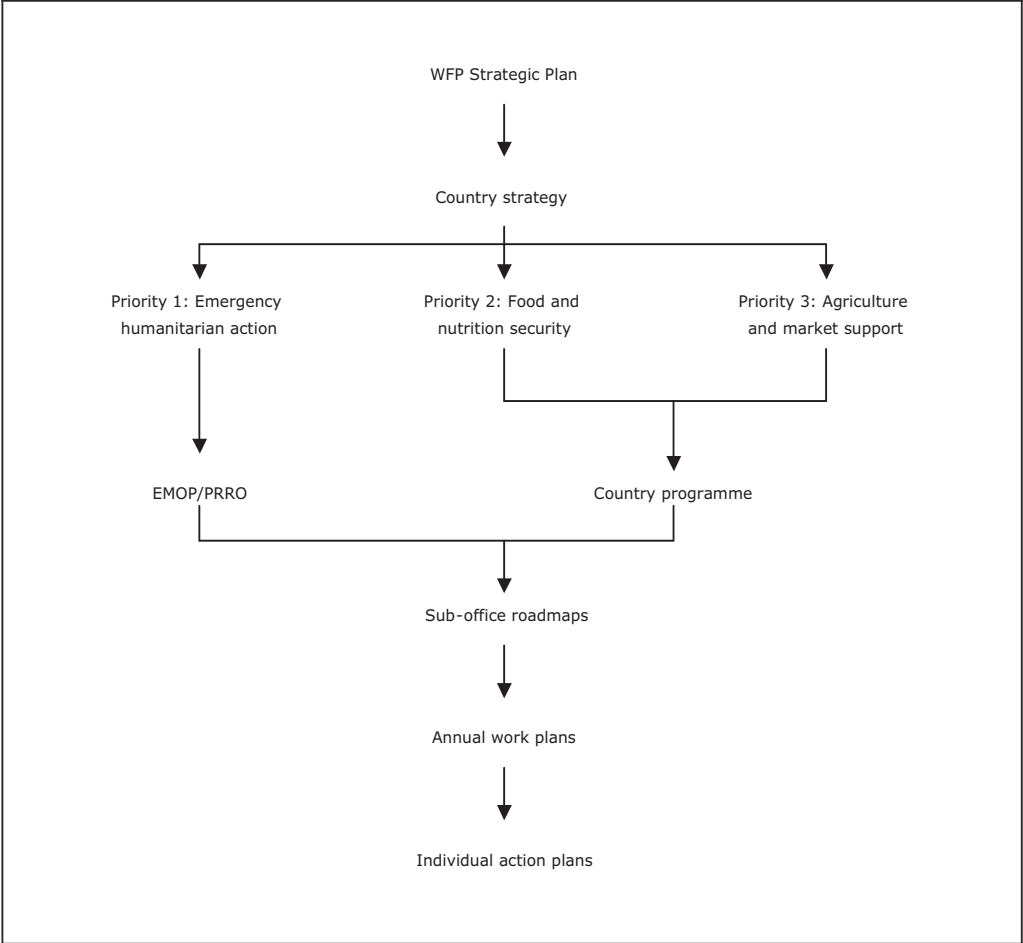 WFP Strategic Plan
Country strategy
Priority 1: Emergency
humanitarian action
Priority 2: Food and
nutrition security
Priority 3: Agriculture
and market support
EMOP/PRRO
Country programme
Sub-office roadmaps
Annual work plans
Individual action plans